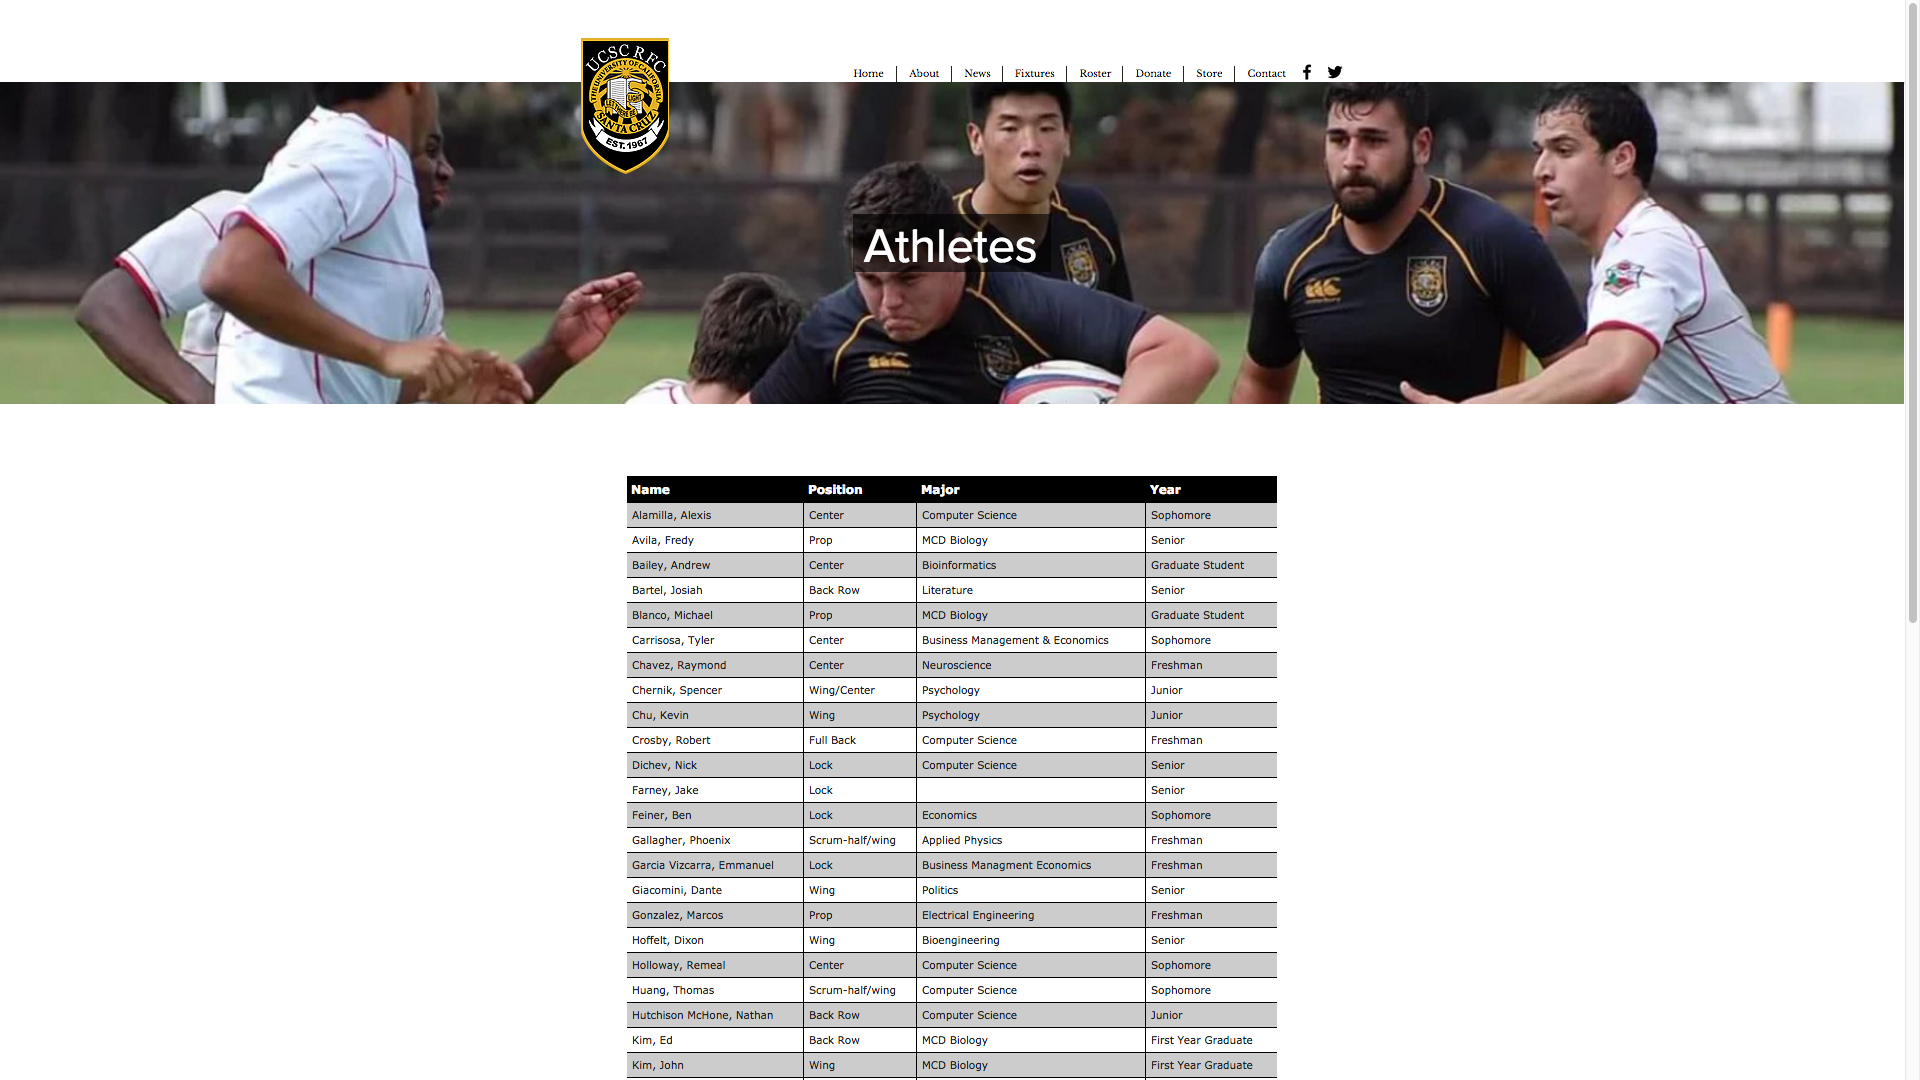 UCSC RFC
THE UNIVERSITY OF CALIFORNIA
SANTA CRUZ
EST. 1967
Home About News Fixtures Roster Donate Store Contact
Athletes
Name Position Major Year
Alamilla, Alexis Center Computer Science Sophomore
Avila, Fredy Prop MCD Biology Senior
Bailey, Andrew Center Bioinformatics Graduate Student
Bartel, Josiah Back Row Literature Senior
Blanco, Michael Prop MCD Biology Graduate Student
Carrisosa, Tyler Center Business Management & Economics Sophomore
Chavez, Raymond Center Neuroscience Freshman
Chernik, Spencer Wing/Center Psychology Junior
Chu, Kevin Wing Psychology Junior
Crosby, Robert Full Back Computer Science Freshman
Dichev, Nick Lock Computer Science Senior
Farney, Jake Lock Senior
Feiner, Ben Lock Economics Sophomore
Gallagher, Phoenix Scrum-half/wing Applied Physics Freshman
Garcia Vizcarra, Emmanuel Lock Business Managment Economics Freshman
Giacomini, Dante Wing Politics Senior
Gonzalez, Marcos Prop Electrical Engineering Freshman
Hoffelt, Dixon Wing Bioengineering Senior
Holloway, Remeal Center Computer Science Sophomore
Huang, Thomas Scrum-half/wing Computer Science Sophomore
Hutchison McHone, Nathan Back Row Computer Science Junior
Kim, Ed Back Row MCD Biology First Year Graduate
Kim, John Wing MCD Biology First Year Graduate